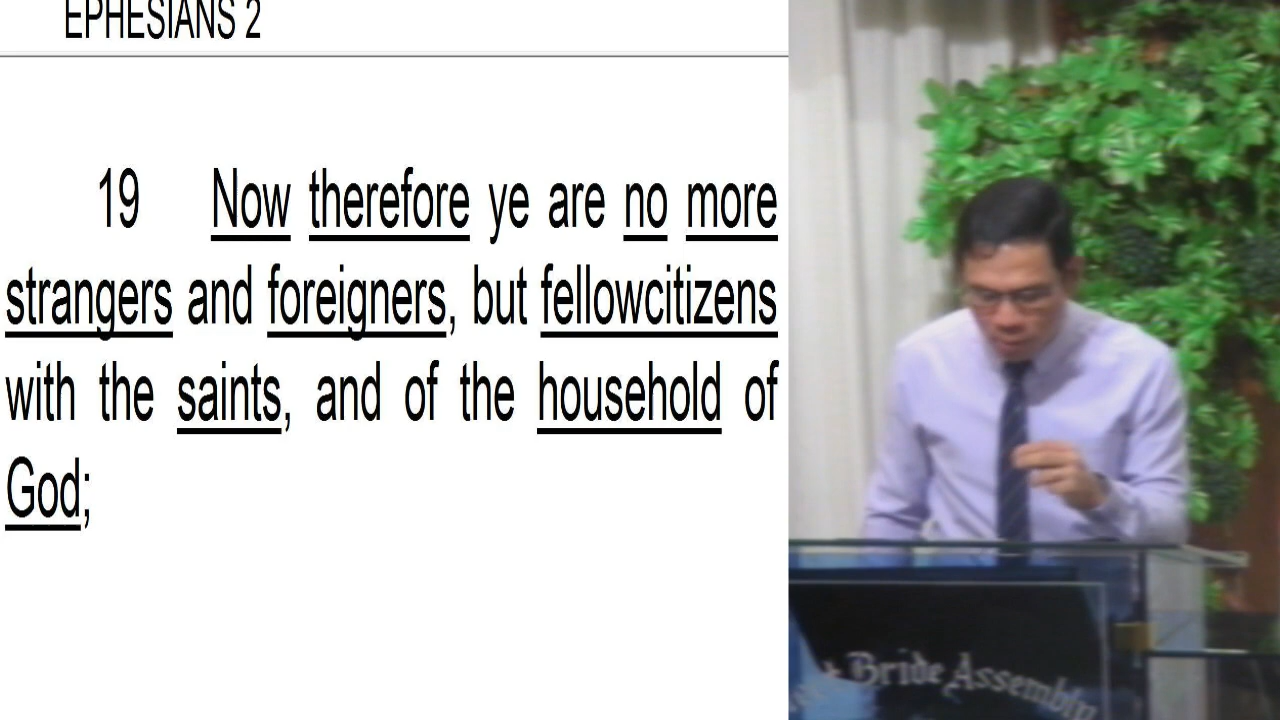 EPHESIANS 2
19 Now therefore ye are no more
strangers and foreigners, but fellowcitizens
with the saints, and of the household of
God;
Bride Assembly